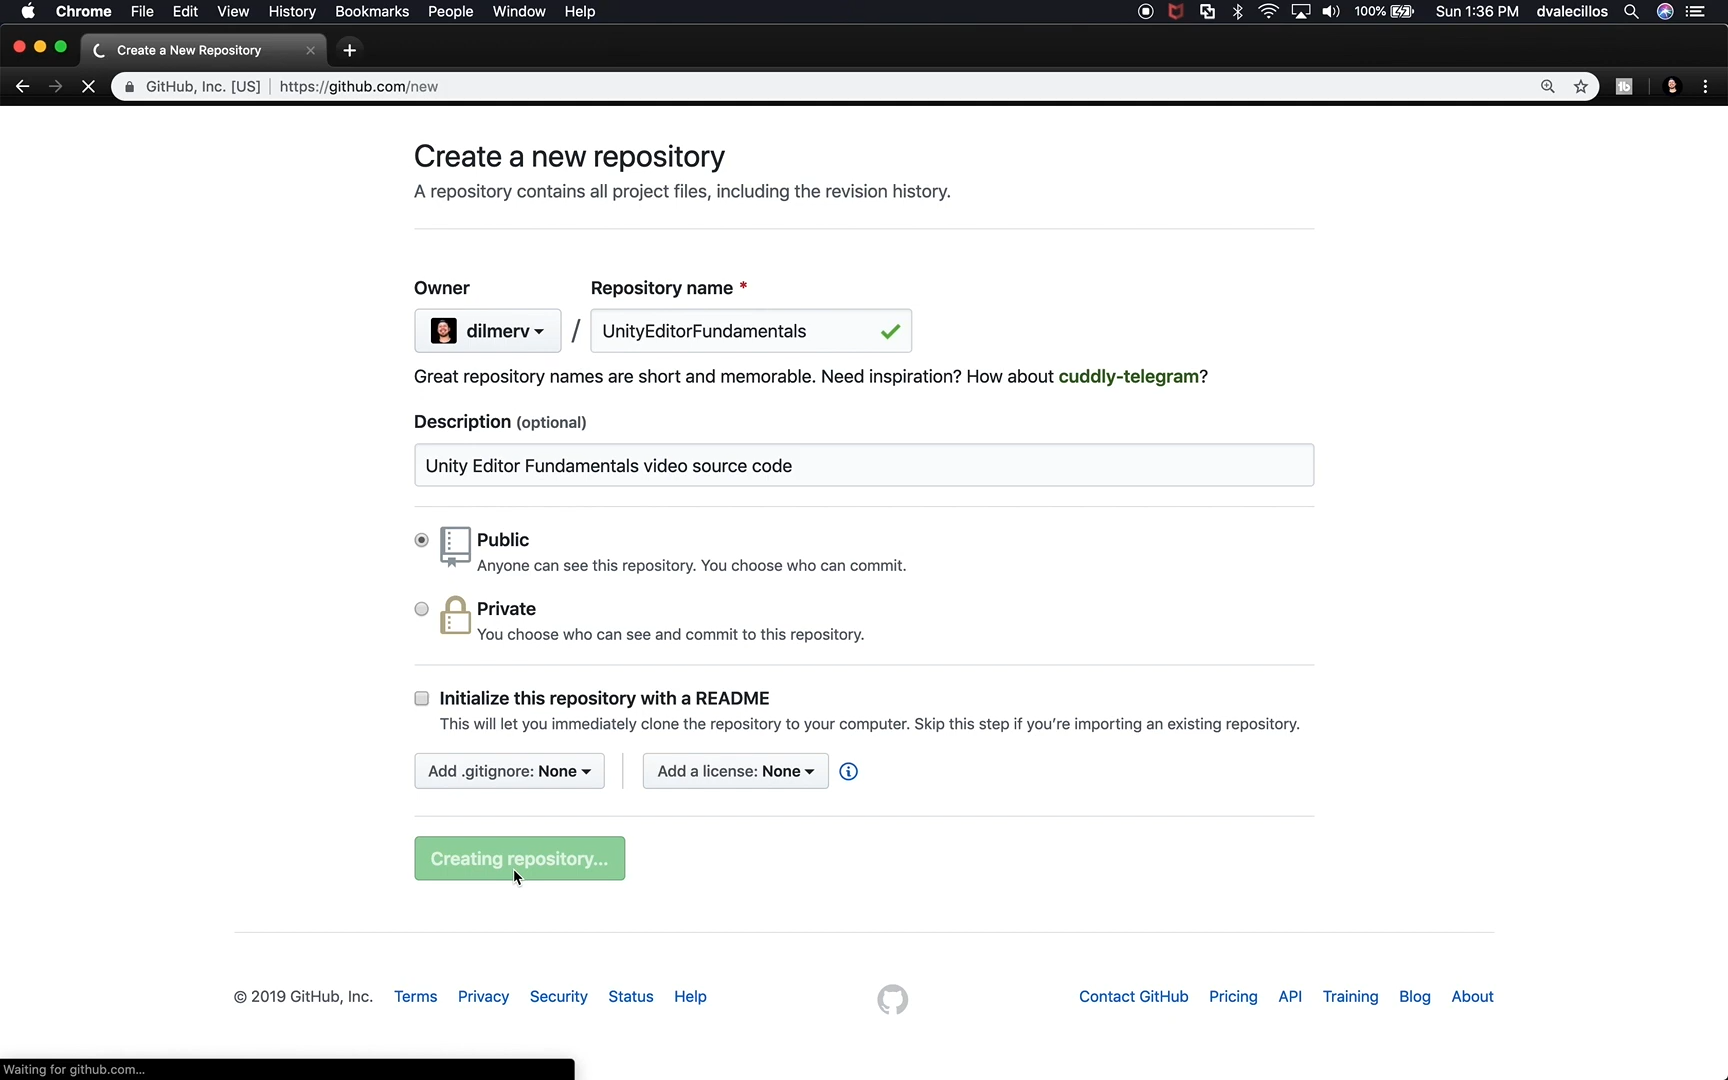 Chrome File Edit View History Bookmarks People Window Help 100% Sun 1:36 PM dvalecillos
Create a New Repository
GitHub, Inc. [US] https://github.com/new
Create a new repository
A repository contains all project files, including the revision history.
Owner Repository name *
dilmerv / UnityEditorFundamentals
Great repository names are short and memorable. Need inspiration? How about cuddly-telegram?
Description (optional)
Unity Editor Fundamentals video source code
Public
Anyone can see this repository. You choose who can commit.
Private
You choose who can see and commit to this repository.
Initialize this repository with a README
This will let you immediately clone the repository to your computer. Skip this step if you’re importing an existing repository.
Add .gitignore: None Add a license: None
Creating repository...
© 2019 GitHub, Inc. Terms Privacy Security Status Help Contact GitHub Pricing API Training Blog About
Waiting for github.com...